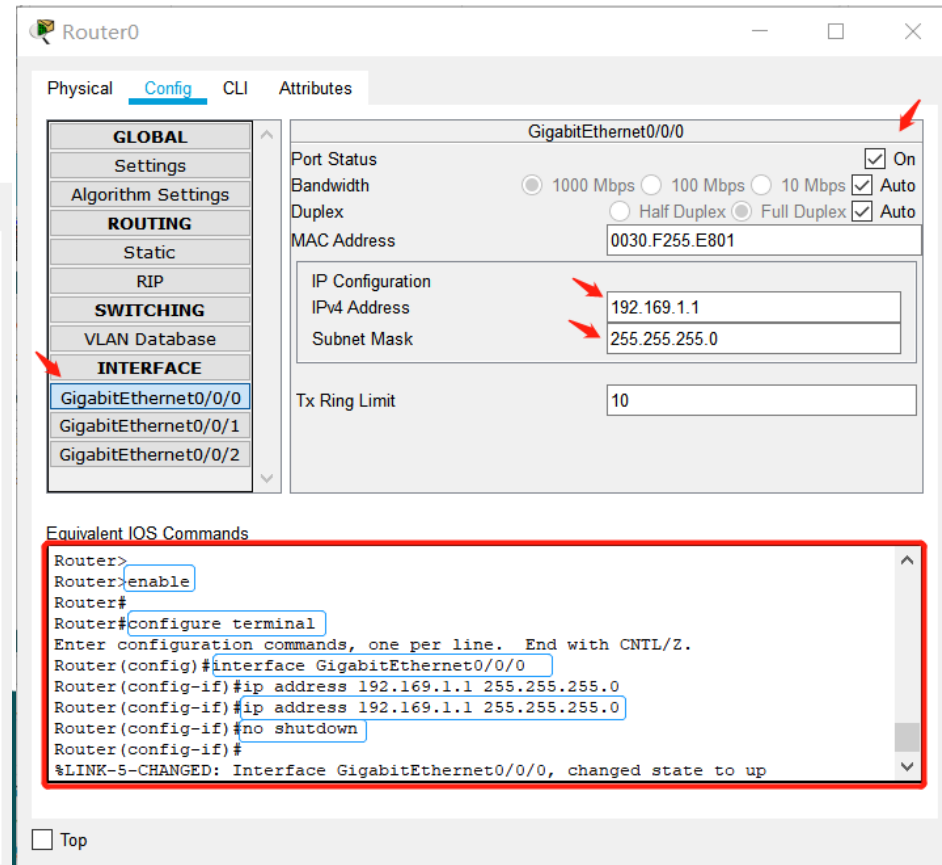 Router0
Physical Config CLI Attributes
GLOBAL
Settings
Algorithm Settings
ROUTING
Static
RIP
SWITCHING
VLAN Database
INTERFACE
GigabitEthernet0/0/0
GigabitEthernet0/0/1
GigabitEthernet0/0/2
GigabitEthernet0/0/0
Port Status On
Bandwidth 1000 Mbps 100 Mbps 10 Mbps Auto
Duplex Half Duplex Full Duplex Auto
MAC Address 0030.F255.E801
IP Configuration
IPv4 Address 192.169.1.1
Subnet Mask 255.255.255.0
Tx Ring Limit 10
Equivalent IOS Commands
Router>
Router>enable
Router#
Router#configure terminal
Enter configuration commands, one per line. End with CNTL/Z.
Router(config)#interface GigabitEthernet0/0/0
Router(config-if)#ip address 192.169.1.1 255.255.255.0
Router(config-if)#ip address 192.169.1.1 255.255.255.0
Router(config-if)#no shutdown
Router(config-if)#
%LINK-5-CHANGED: Interface GigabitEthernet0/0/0, changed state to up
Top